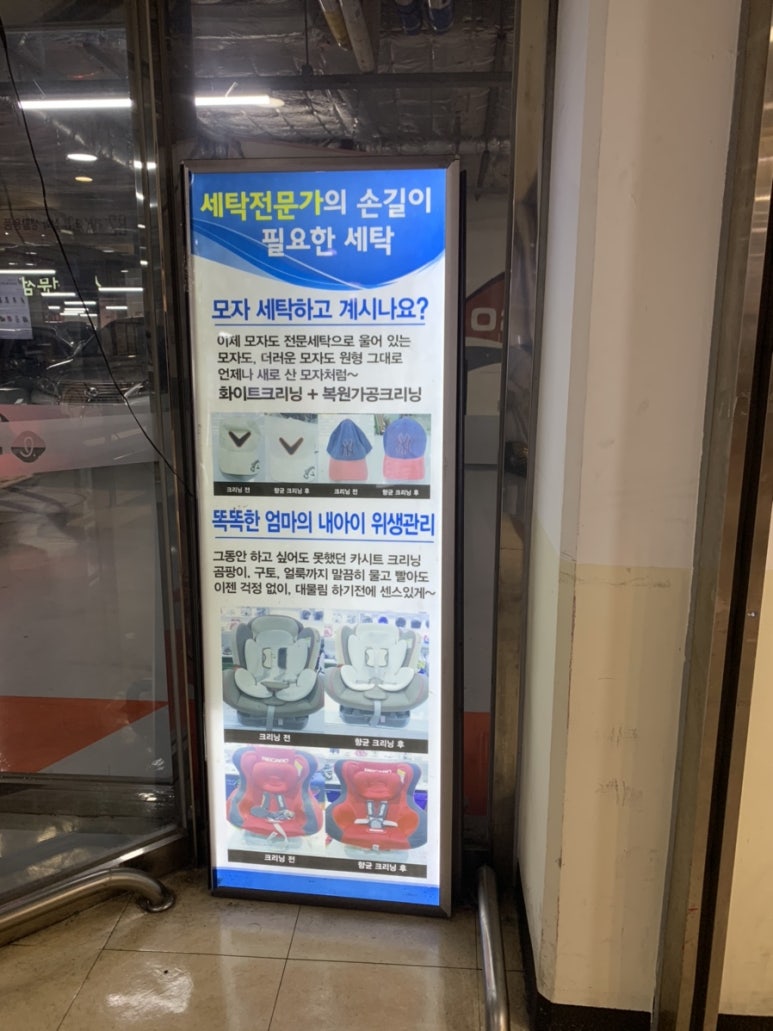 세탁전문가의 손길이
필요한 세탁
모자 세탁하고 계시나요?
이제 모자도 전문세탁으로 울어 있는
모자도, 더러운 모자도 원형 그대로
언제나 새로 산 모자처럼~
화이트크리닝 + 복원가공크리닝
크리닝 전 항균 크리닝 후 크리닝 전 항균 크리닝 후
똑똑한 엄마의 내아이 위생관리
그동안 하고 싶어도 못했던 카시트 크리닝
곰팡이, 구토, 얼룩까지 말끔히 물고 빨아도
이젠 걱정 없이, 대물림 하기전에 센스있게~
크리닝 전 항균 크리닝 후
크리닝 전 항균 크리닝 후